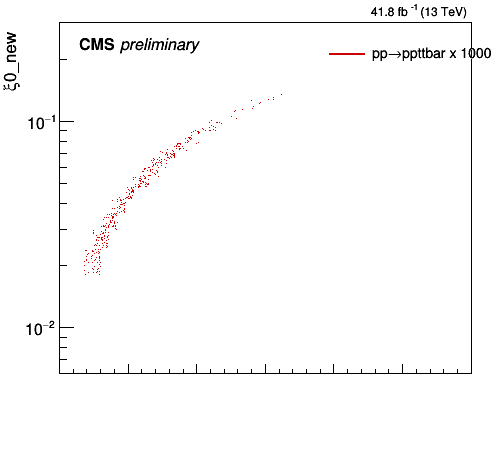 41.8 fb⁻¹ (13 TeV)
CMS preliminary
pp→ppttbar x 1000
ξ0_new
10⁻¹
10⁻²